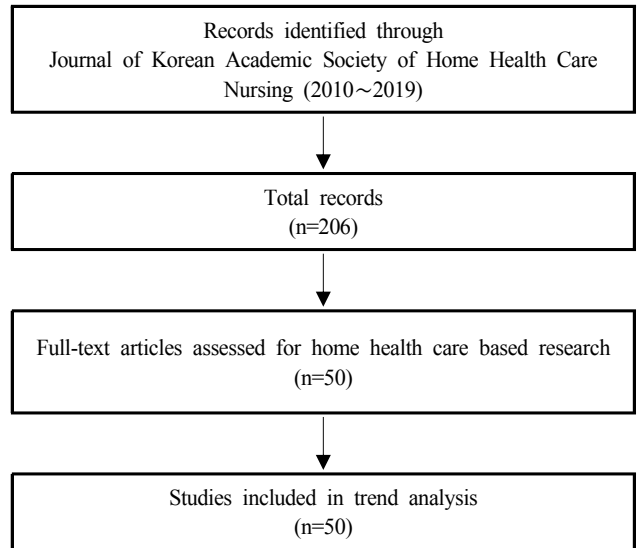 Records identified through
Journal of Korean Academic Society of Home Health Care
Nursing (2010～2019)
Total records
(n=206)
Full-text articles assessed for home health care based research
(n=50)
Studies included in trend analysis
(n=50)